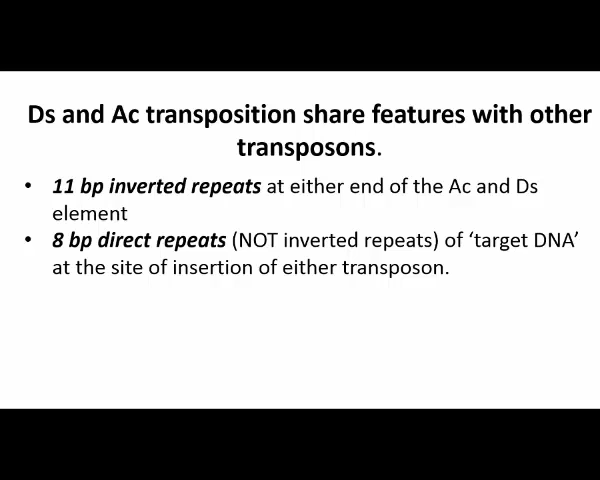 Ds and Ac transposition share features with other
transposons.
• 11 bp inverted repeats at either end of the Ac and Ds
element
• 8 bp direct repeats (NOT inverted repeats) of ‘target DNA’
at the site of insertion of either transposon.